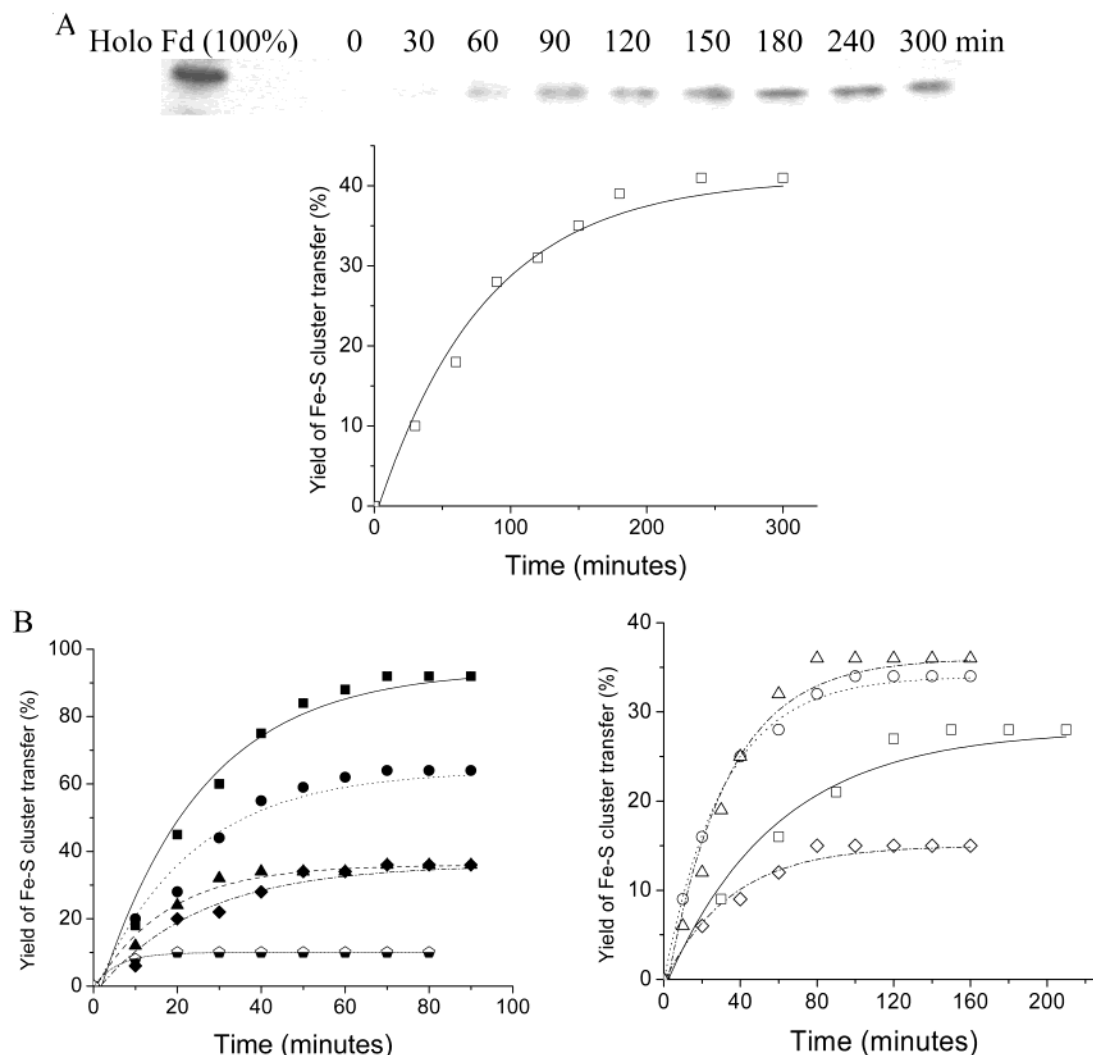 A
Holo Fd (100%) 0 30 60 90 120 150 180 240 300 min
Yield of Fe-S cluster transfer (%)
40
30
20
10
0
0 100 200 300
Time (minutes)
B
Yield of Fe-S cluster transfer (%)
100
80
60
40
20
0
0 20 40 60 80 100
Time (minutes)
Yield of Fe-S cluster transfer (%)
40
30
20
10
0
0 40 80 120 160 200
Time (minutes)